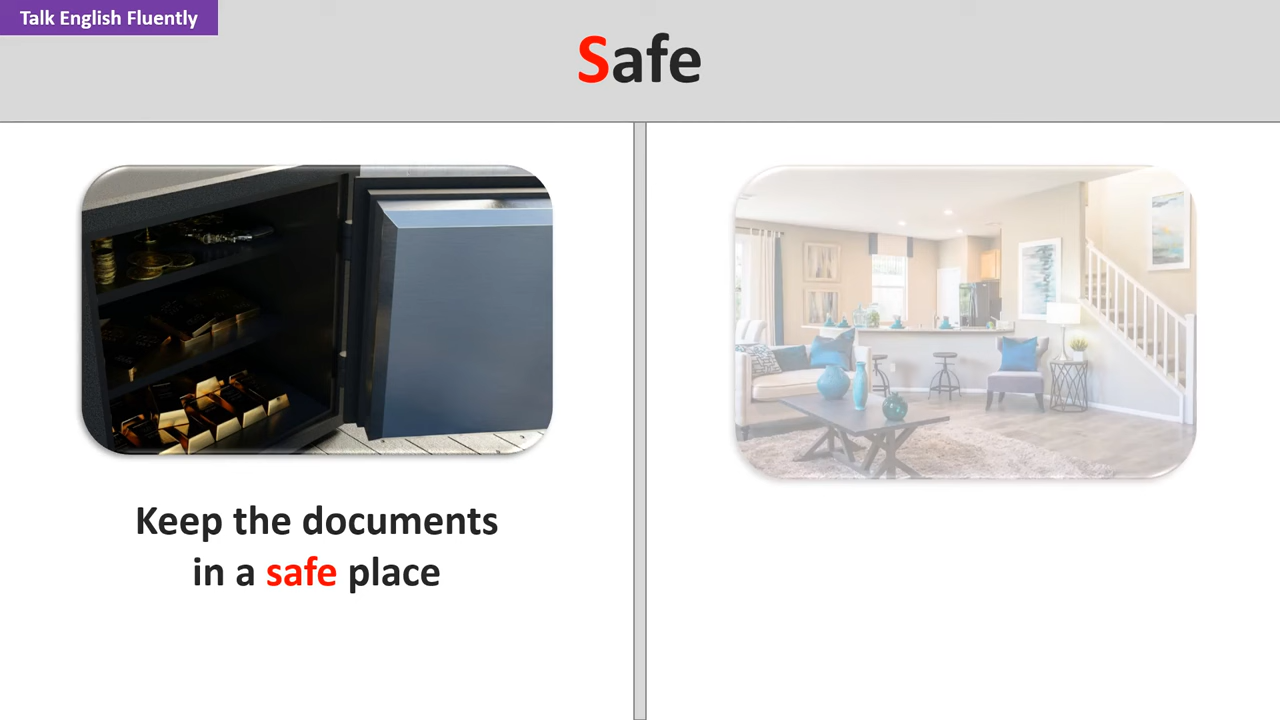 Talk English Fluently
Safe
Keep the documents
in a safe place